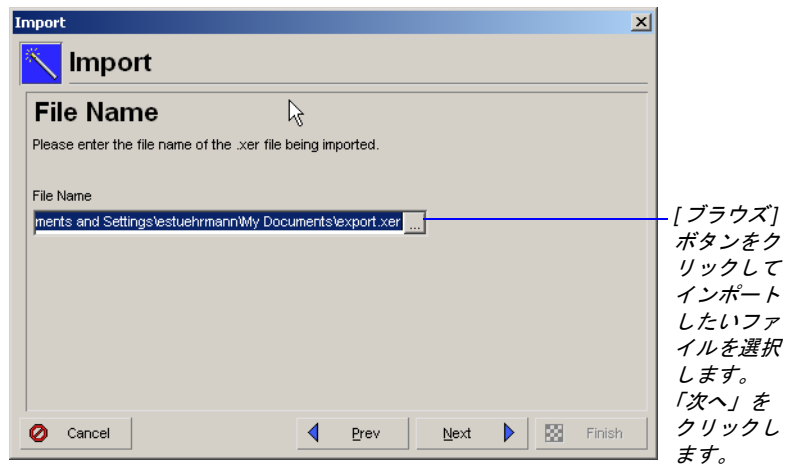 Import
Import
File Name
Please enter the file name of the .xer file being imported.
File Name
ments and Settings\estuehrmann\My Documents\export.xer
...
Cancel
Prev
Next
Finish
[ブラウズ]
ボタンをク
リックして
インポート
したいファ
イルを選択
します。
「次へ」を
クリックし
ます。